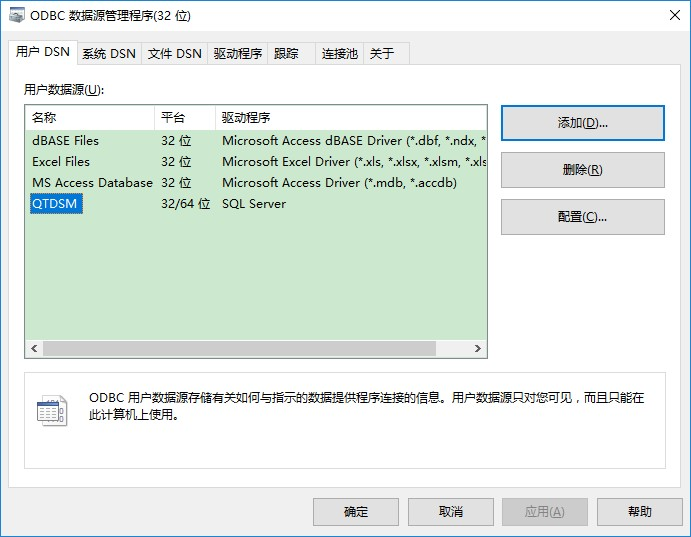 ODBC 数据源管理程序(32 位)
用户 DSN 系统 DSN 文件 DSN 驱动程序 跟踪 连接池 关于
用户数据源(U):
名称 平台 驱动程序
dBASE Files 32 位 Microsoft Access dBASE Driver (*.dbf, *.ndx, *
Excel Files 32 位 Microsoft Excel Driver (*.xls, *.xlsx, *.xlsm, *.xls
MS Access Database 32 位 Microsoft Access Driver (*.mdb, *.accdb)
QTDSM 32/64 位 SQL Server
添加(D)...
删除(R)
配置(C)...
ODBC 用户数据源存储有关如何与指示的数据提供程序连接的信息。用户数据源只对您可见，而且只能在
此计算机上使用。
确定 取消 应用(A) 帮助